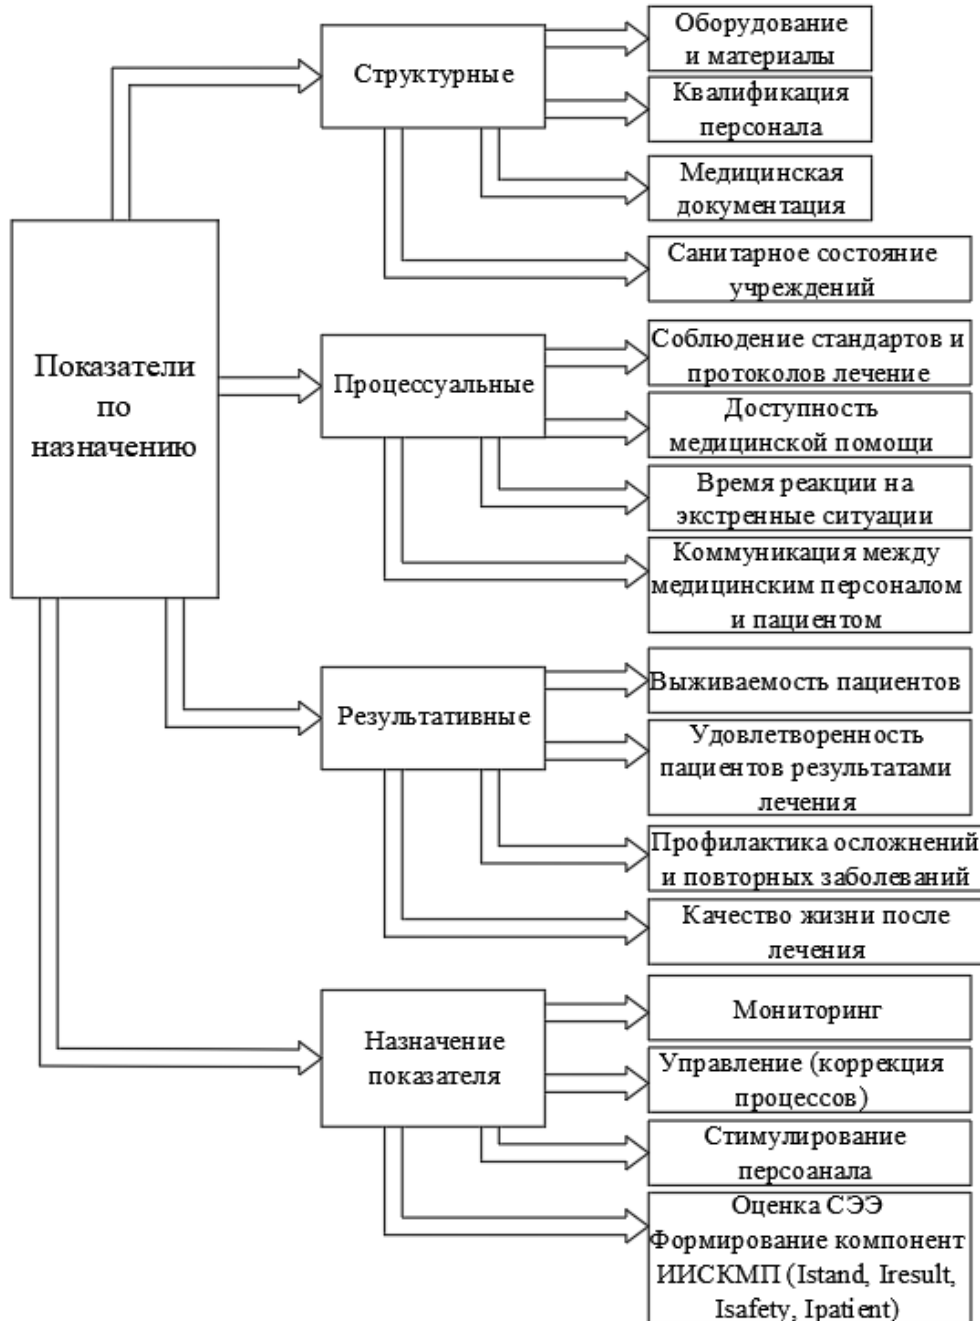 Показатели
по
назначению
Структурные
Оборудование
и материалы
Квалификация
персонала
Медицинская
документация
Санитарное состояние
учреждений
Процессуальные
Соблюдение стандартов и
протоколов лечение
Доступность
медицинской помощи
Время реакции на
экстренные ситуации
Коммуникация между
медицинским персоналом
и пациентом
Результативные
Выживаемость пациентов
Удовлетворенность
пациентов результатами
лечения
Профилактика осложнений
и повторных заболеваний
Качество жизни после
лечения
Назначение
показателя
Мониторинг
Управление (коррекция
процессов)
Стимулирование
персоанала
Оценка СЭЭ
Формирование компонент
ИИСКМП (Istand, Iresult,
Isafety, Ipatient)